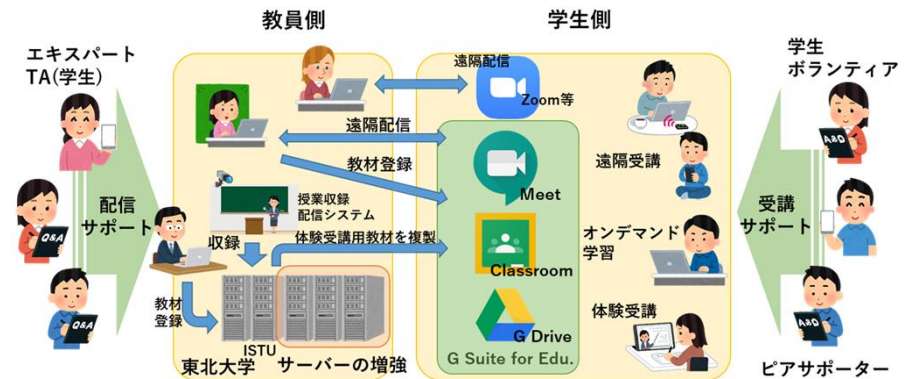 教員側
学生側
エキスパート
TA(学生)
学生
ボランティア
遠隔配信
Zoom等
遠隔配信
教材登録
Meet
遠隔受講
配信
サポート
Q&A
Q&A
授業収録
配信システム
収録
体験受講用教材を複製
Classroom
オンデマンド
学習
受講
サポート
教材
登録
ISTU
東北大学
サーバーの増強
G Drive
G Suite for Edu.
体験受講
ピアサポーター